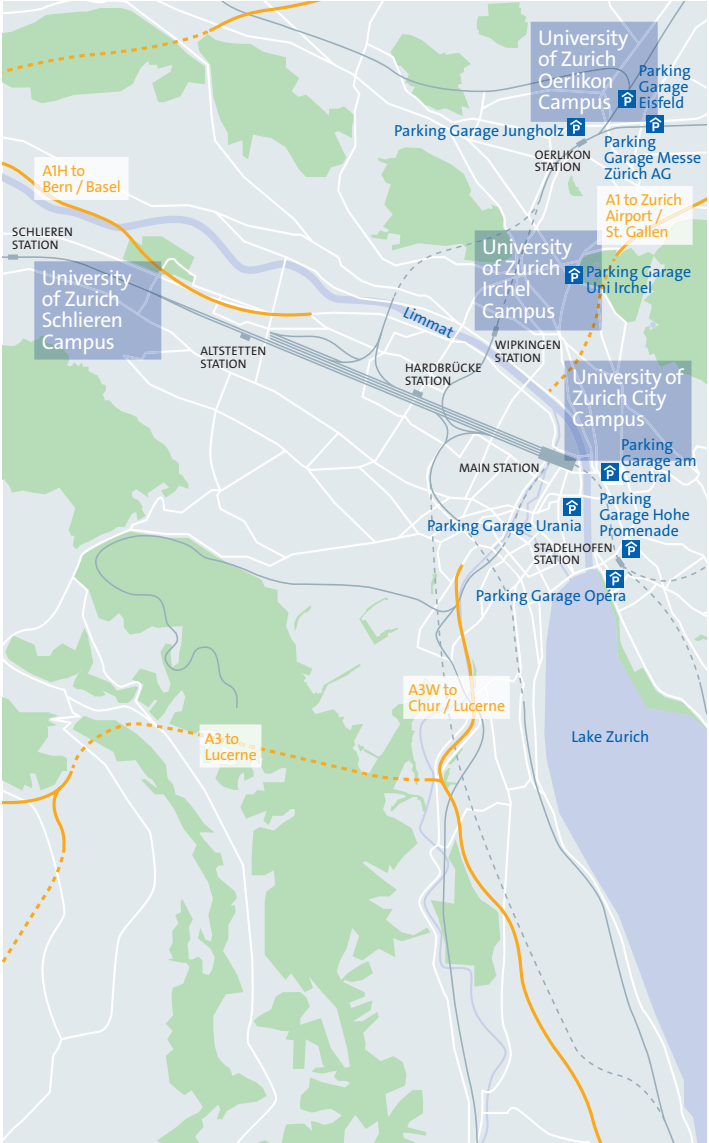 University
of Zurich
Oerlikon
Campus
Parking
Garage
Eisfeld
Parking Garage Jungholz
Parking
Garage Messe
Zürich AG
OERLIKON
STATION
A1H to
Bern / Basel
A1 to Zurich
Airport /
St. Gallen
SCHLIEREN
STATION
University
of Zurich
Irchel
Campus
Parking Garage
Uni Irchel
University
of Zurich
Schlieren
Campus
Limmat
ALTSTETTEN
STATION
WIPKINGEN
STATION
HARDBRÜCKE
STATION
University of
Zurich City
Campus
MAIN STATION
Parking
Garage am
Central
Parking
Garage Hohe
Promenade
Parking Garage Urania
STADELHOFEN
STATION
Parking Garage Opéra
A3W to
Chur / Lucerne
A3 to
Lucerne
Lake Zurich